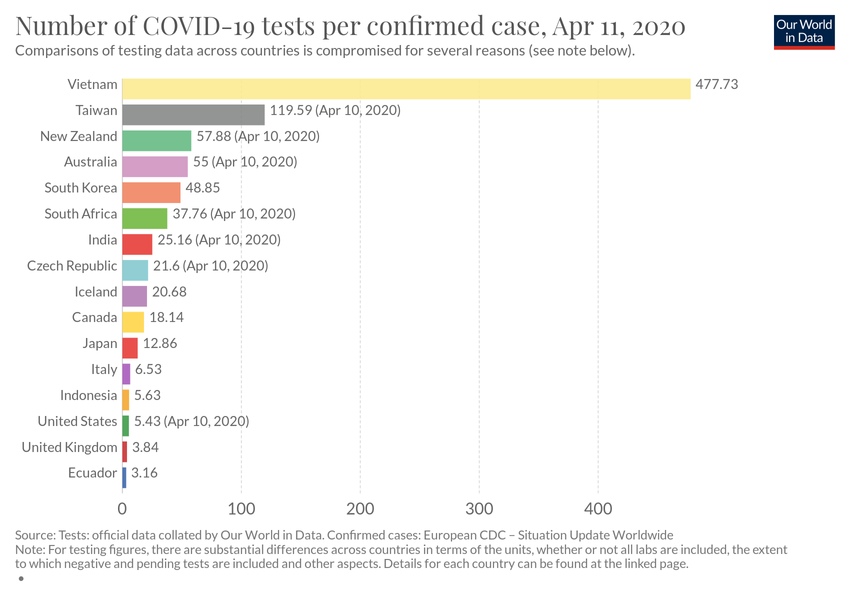 Number of COVID-19 tests per confirmed case, Apr 11, 2020
Our World
in Data
Comparisons of testing data across countries is compromised for several reasons (see note below).
Vietnam 477.73
Taiwan 119.59 (Apr 10, 2020)
New Zealand 57.88 (Apr 10, 2020)
Australia 55 (Apr 10, 2020)
South Korea 48.85
South Africa 37.76 (Apr 10, 2020)
India 25.16 (Apr 10, 2020)
Czech Republic 21.6 (Apr 10, 2020)
Iceland 20.68
Canada 18.14
Japan 12.86
Italy 6.53
Indonesia 5.63
United States 5.43 (Apr 10, 2020)
United Kingdom 3.84
Ecuador 3.16
0 100 200 300 400
Source: Tests: official data collated by Our World in Data. Confirmed cases: European CDC – Situation Update Worldwide
Note: For testing figures, there are substantial differences across countries in terms of the units, whether or not all labs are included, the extent
to which negative and pending tests are included and other aspects. Details for each country can be found at the linked page.
•